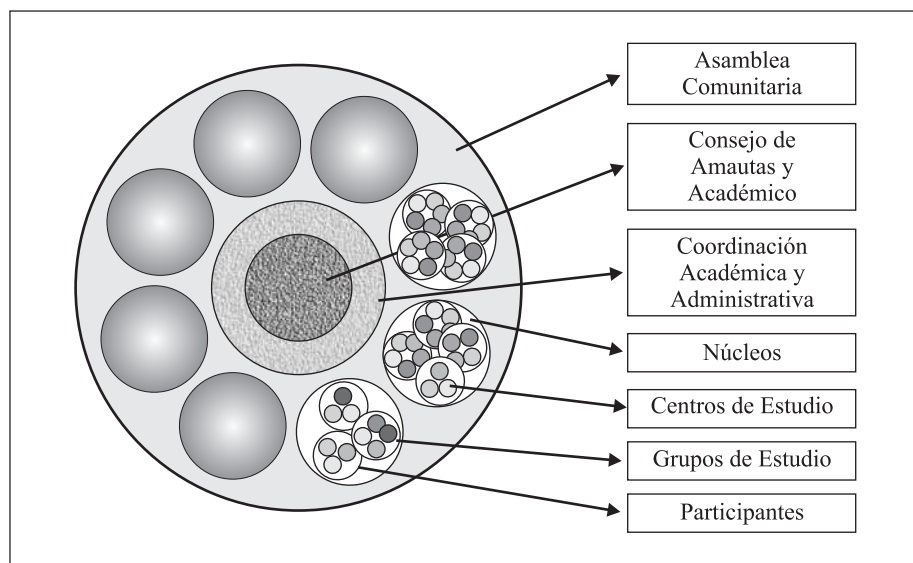 Asamblea
Comunitaria
Consejo de
Amautas y
Académico
Coordinación
Académica y
Administrativa
Núcleos
Centros de Estudio
Grupos de Estudio
Participantes